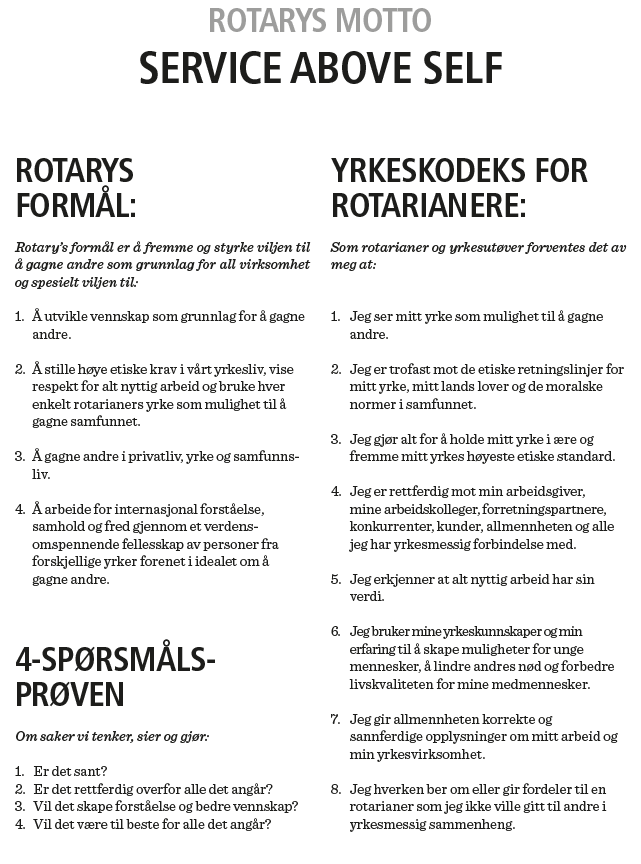 ROTARYS MOTTO
SERVICE ABOVE SELF
ROTARYS
FORMÅL:
Rotary's formål er å fremme og styrke viljen til
å gagne andre som grunnlag for all virksomhet
og spesielt viljen til:
1. Å utvikle vennskap som grunnlag for å gagne
andre.
2. Å stille høye etiske krav i vårt yrkesliv, vise
respekt for alt nyttig arbeid og bruke hver
enkelt rotarianers yrke som mulighet til å
gagne samfunnet.
3. Å gagne andre i privatliv, yrke og samfunns-
liv.
4. Å arbeide for internasjonal forståelse,
samhold og fred gjennom et verdens-
omspennende fellesskap av personer fra
forskjellige yrker forenet i idealet om å
gagne andre.
4-SPØRSMÅLS-
PRØVEN
Om saker vi tenker, sier og gjør:
1. Er det sant?
2. Er det rettferdig overfor alle det angår?
3. Vil det skape forståelse og bedre vennskap?
4. Vil det være til beste for alle det angår?
YRKESKODEKS FOR
ROTARIANERE:
Som rotarianer og yrkesutøver forventes det av
meg at:
1. Jeg ser mitt yrke som mulighet til å gagne
andre.
2. Jeg er trofast mot de etiske retningslinjer for
mitt yrke, mitt lands lover og de moralske
normer i samfunnet.
3. Jeg gjør alt for å holde mitt yrke i ære og
fremme mitt yrkes høyeste etiske standard.
4. Jeg er rettferdig mot min arbeidsgiver,
mine arbeidskolleger, forretningspartnere,
konkurrenter, kunder, allmennheten og alle
jeg har yrkesmessig forbindelse med.
5. Jeg erkjenner at alt nyttig arbeid har sin
verdi.
6. Jeg bruker mine yrkeskunnskaper og min
erfaring til å skape muligheter for unge
mennesker, å lindre andres nød og forbedre
livskvaliteten for mine medmennesker.
7. Jeg gir allmennheten korrekte og
sannferdige opplysninger om mitt arbeid og
min yrkesvirksomhet.
8. Jeg hverken ber om eller gir fordeler til en
rotarianer som jeg ikke ville gitt til andre i
yrkesmessig sammenheng.